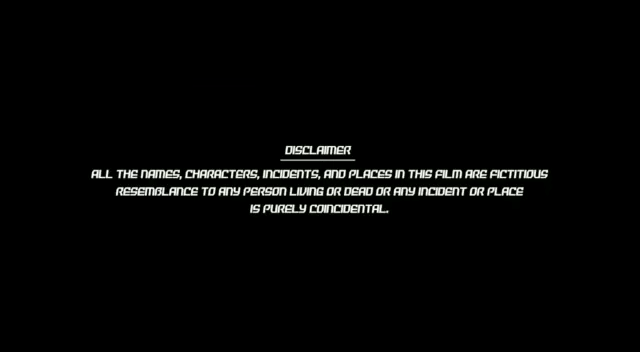 DISCLAIMER
ALL THE NAMES, CHARACTERS, INCIDENTS, AND PLACES IN THIS FILM ARE FICTITIOUS
RESEMBLANCE TO ANY PERSON LIVING OR DEAD OR ANY INCIDENT OR PLACE
IS PURELY COINCIDENTAL.